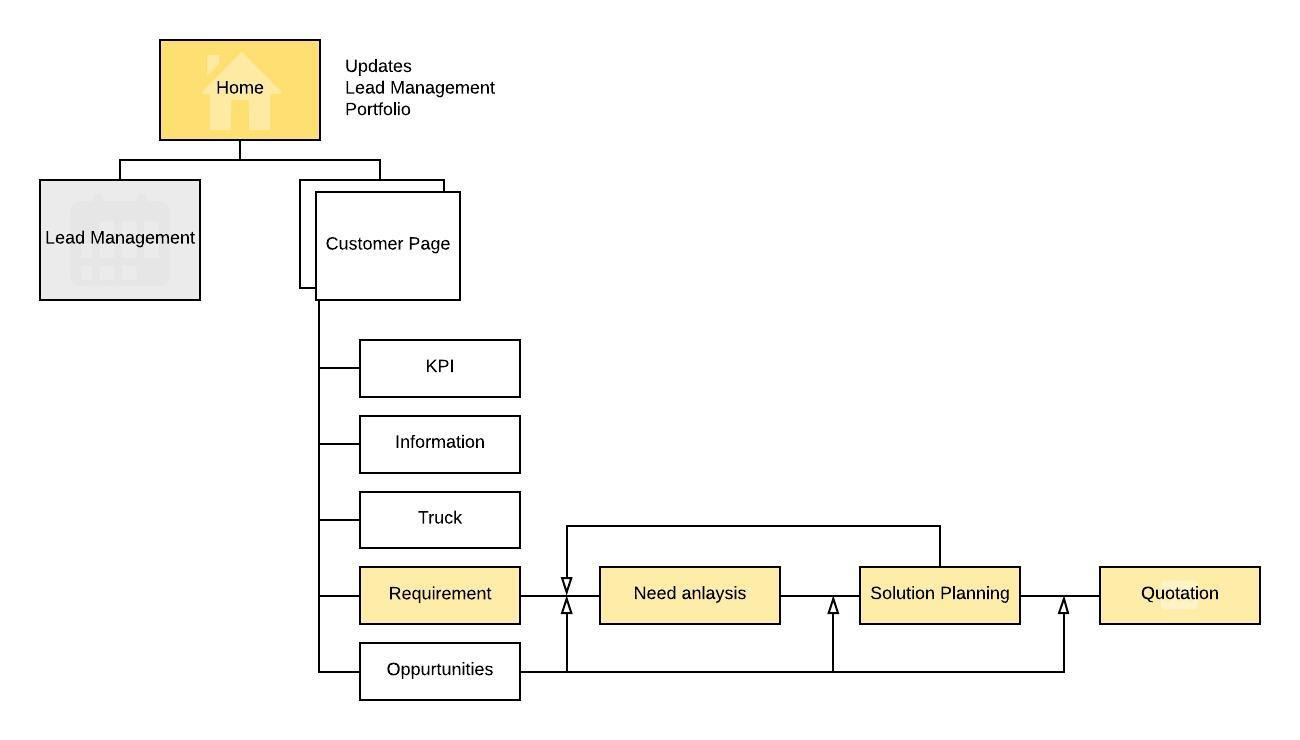 Home
Updates
Lead Management
Portfolio
Lead Management
Customer Page
KPI
Information
Truck
Requirement
Need anlaysis
Solution Planning
Quotation
Oppurtunities